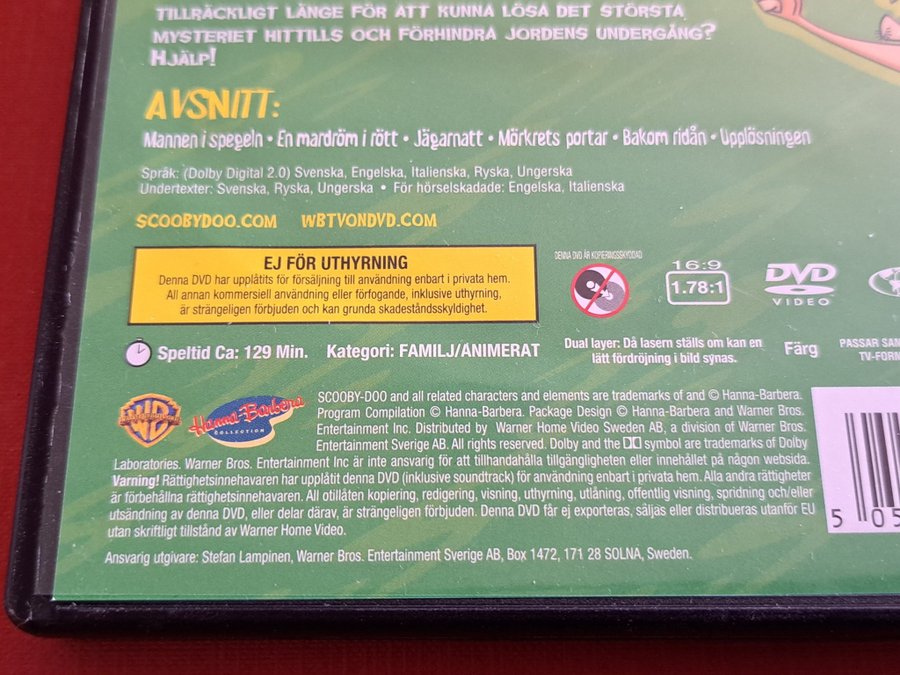 TILLRÄCKLIGT LÄNGE FÖR ATT KUNNA LÖSA DET STÖRSTA
MYSTERIET HITTILLS OCH FÖRHINDRA JORDENS UNDERGÅNG?
HJÄLP!
AVSNITT:
Mannen i spegeln • En mardröm i rött • Jägarnatt • Mörkrets portar • Bakom ridån • Upplösningen
Språk: (Dolby Digital 2.0) Svenska, Engelska, Italienska, Ryska, Ungerska
Undertexter: Svenska, Ryska, Ungerska • För hörselskadade: Engelska, Italienska
SCOOBYDOO.COM WBTVONDVD.COM
EJ FÖR UTHYRNING
Denna DVD har upplåtits för försäljning till användning enbart i privata hem.
All annan kommersiell användning eller förfogande, inklusive uthyrning,
är strängeligen förbjuden och kan grunda skadeståndsskyldighet.
DENNA DVD ÄR KOPIERINGSSKYDDAD
16:9
1.78:1
DVD
VIDEO
Speltid Ca: 129 Min. Kategori: FAMILJ/ANIMERAT
Dual layer: Då lasern ställs om kan en
lätt fördröjning i bild synas.
Färg
PASSAR SAM
TV-FORM
WB
Hanna-Barbera
COLLECTION
SCOOBY-DOO and all related characters and elements are trademarks of and © Hanna-Barbera.
Program Compilation © Hanna-Barbera. Package Design © Hanna-Barbera and Warner Bros.
Entertainment Inc. Distributed by Warner Home Video Sweden AB, a division of Warner Bros.
Entertainment Sverige AB. All rights reserved. Dolby and the DD symbol are trademarks of Dolby
Laboratories. Warner Bros. Entertainment Inc är inte ansvarig för att tillhandahålla tillgängligheten eller innehållet på någon websida.
Varning! Rättighetsinnehavaren har upplåtit denna DVD (inklusive soundtrack) för användning enbart i privata hem. Alla andra rättigheter
är förbehållna rättighetsinnehavaren. All otillåten kopiering, redigering, visning, uthyrning, utlåning, offentlig visning, spridning och/eller
utsändning av denna DVD, eller delar därav, är strängeligen förbjuden. Denna DVD får ej exporteras, säljas eller distribueras utanför EU
utan skriftligt tillstånd av Warner Home Video.
Ansvarig utgivare: Stefan Lampinen, Warner Bros. Entertainment Sverige AB, Box 1472, 171 28 SOLNA, Sweden.
5 05